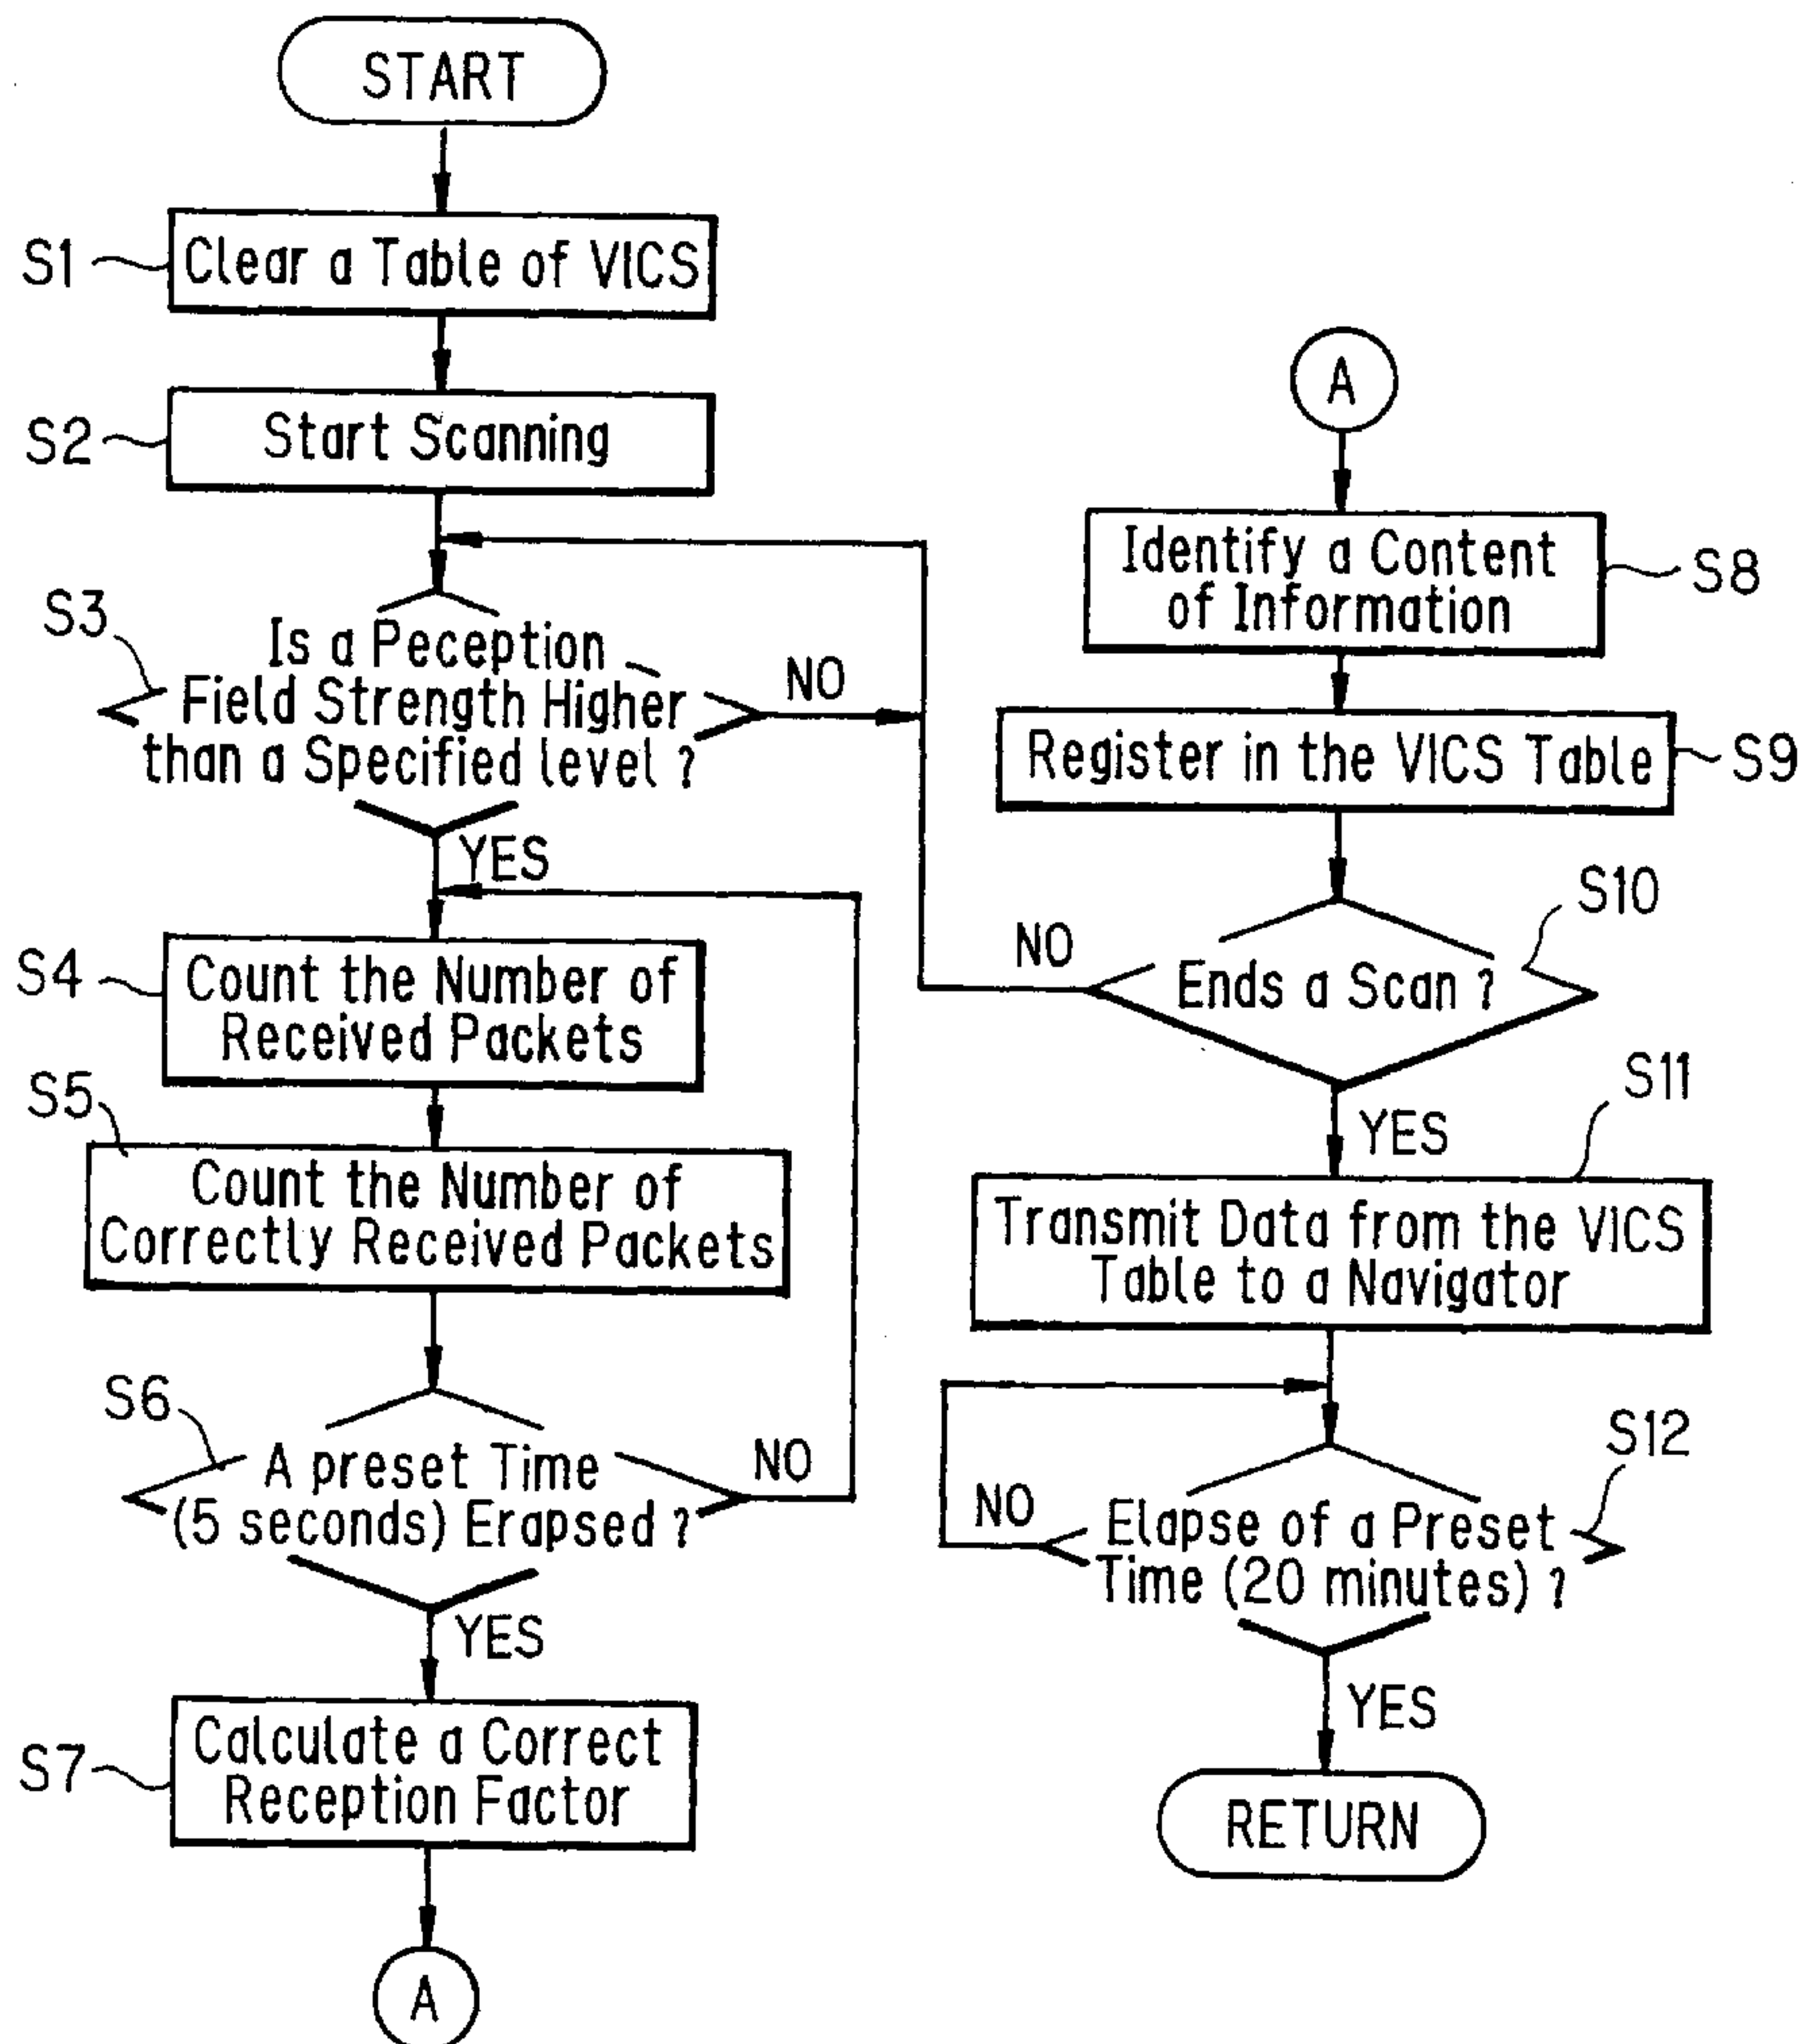 START
S1
Clear a Table of VICS
S2
Start Scanning
S3
Is a Peception
Field Strength Higher
than a Specified level ?
NO
YES
S4
Count the Number of
Received Packets
S5
Count the Number of
Correctly Received Packets
S6
A preset Time
(5 seconds) Erapsed ?
NO
YES
S7
Calculate a Correct
Reception Factor
A
A
Identify a Content
of Information
S8
Register in the VICS Table
S9
S10
NO
Ends a Scan ?
YES
S11
Transmit Data from the VICS
Table to a Navigator
S12
NO
Elapse of a Preset
Time (20 minutes) ?
YES
RETURN